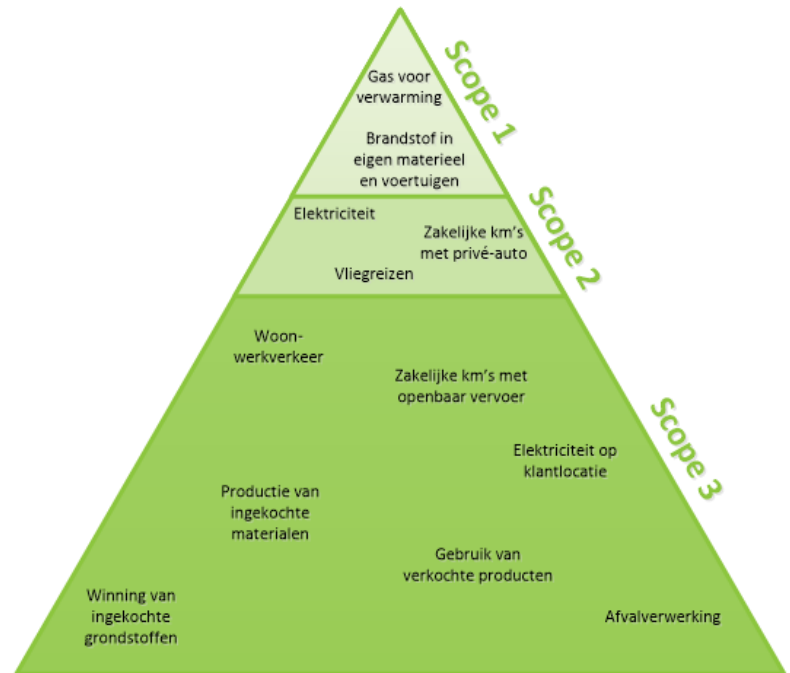 Scope 1
Gas voor
verwarming
Brandstof in
eigen materieel
en voertuigen
Scope 2
Elektriciteit
Zakelijke km's
met privé-auto
Vliegreizen
Scope 3
Woon-
werkverkeer
Zakelijke km's met
openbaar vervoer
Elektriciteit op
klantlocatie
Productie van
ingekochte
materialen
Gebruik van
verkochte producten
Winning van
ingekochte
grondstoffen
Afvalverwerking